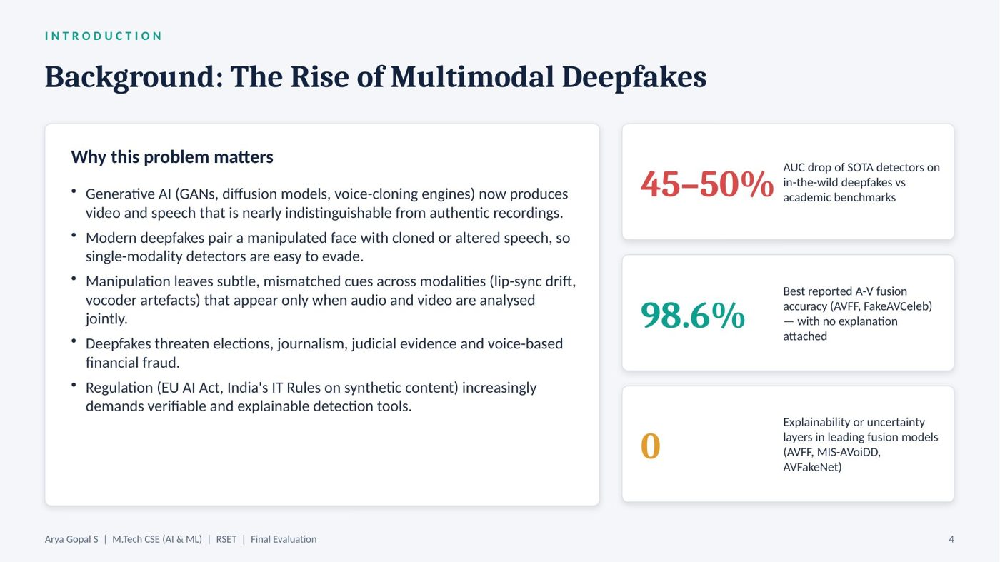 INTRODUCTION
Background: The Rise of Multimodal Deepfakes
Why this problem matters
• Generative AI (GANs, diffusion models, voice-cloning engines) now produces
video and speech that is nearly indistinguishable from authentic recordings.
• Modern deepfakes pair a manipulated face with cloned or altered speech, so
single-modality detectors are easy to evade.
• Manipulation leaves subtle, mismatched cues across modalities (lip-sync drift,
vocoder artefacts) that appear only when audio and video are analysed
jointly.
• Deepfakes threaten elections, journalism, judicial evidence and voice-based
financial fraud.
• Regulation (EU AI Act, India's IT Rules on synthetic content) increasingly
demands verifiable and explainable detection tools.
45–50%
AUC drop of SOTA detectors on
in-the-wild deepfakes vs
academic benchmarks
98.6%
Best reported A-V fusion
accuracy (AVFF, FakeAVCeleb)
— with no explanation
attached
0
Explainability or uncertainty
layers in leading fusion models
(AVFF, MIS-AVoiDD,
AVFakeNet)
Arya Gopal S | M.Tech CSE (AI & ML) | RSET | Final Evaluation
4